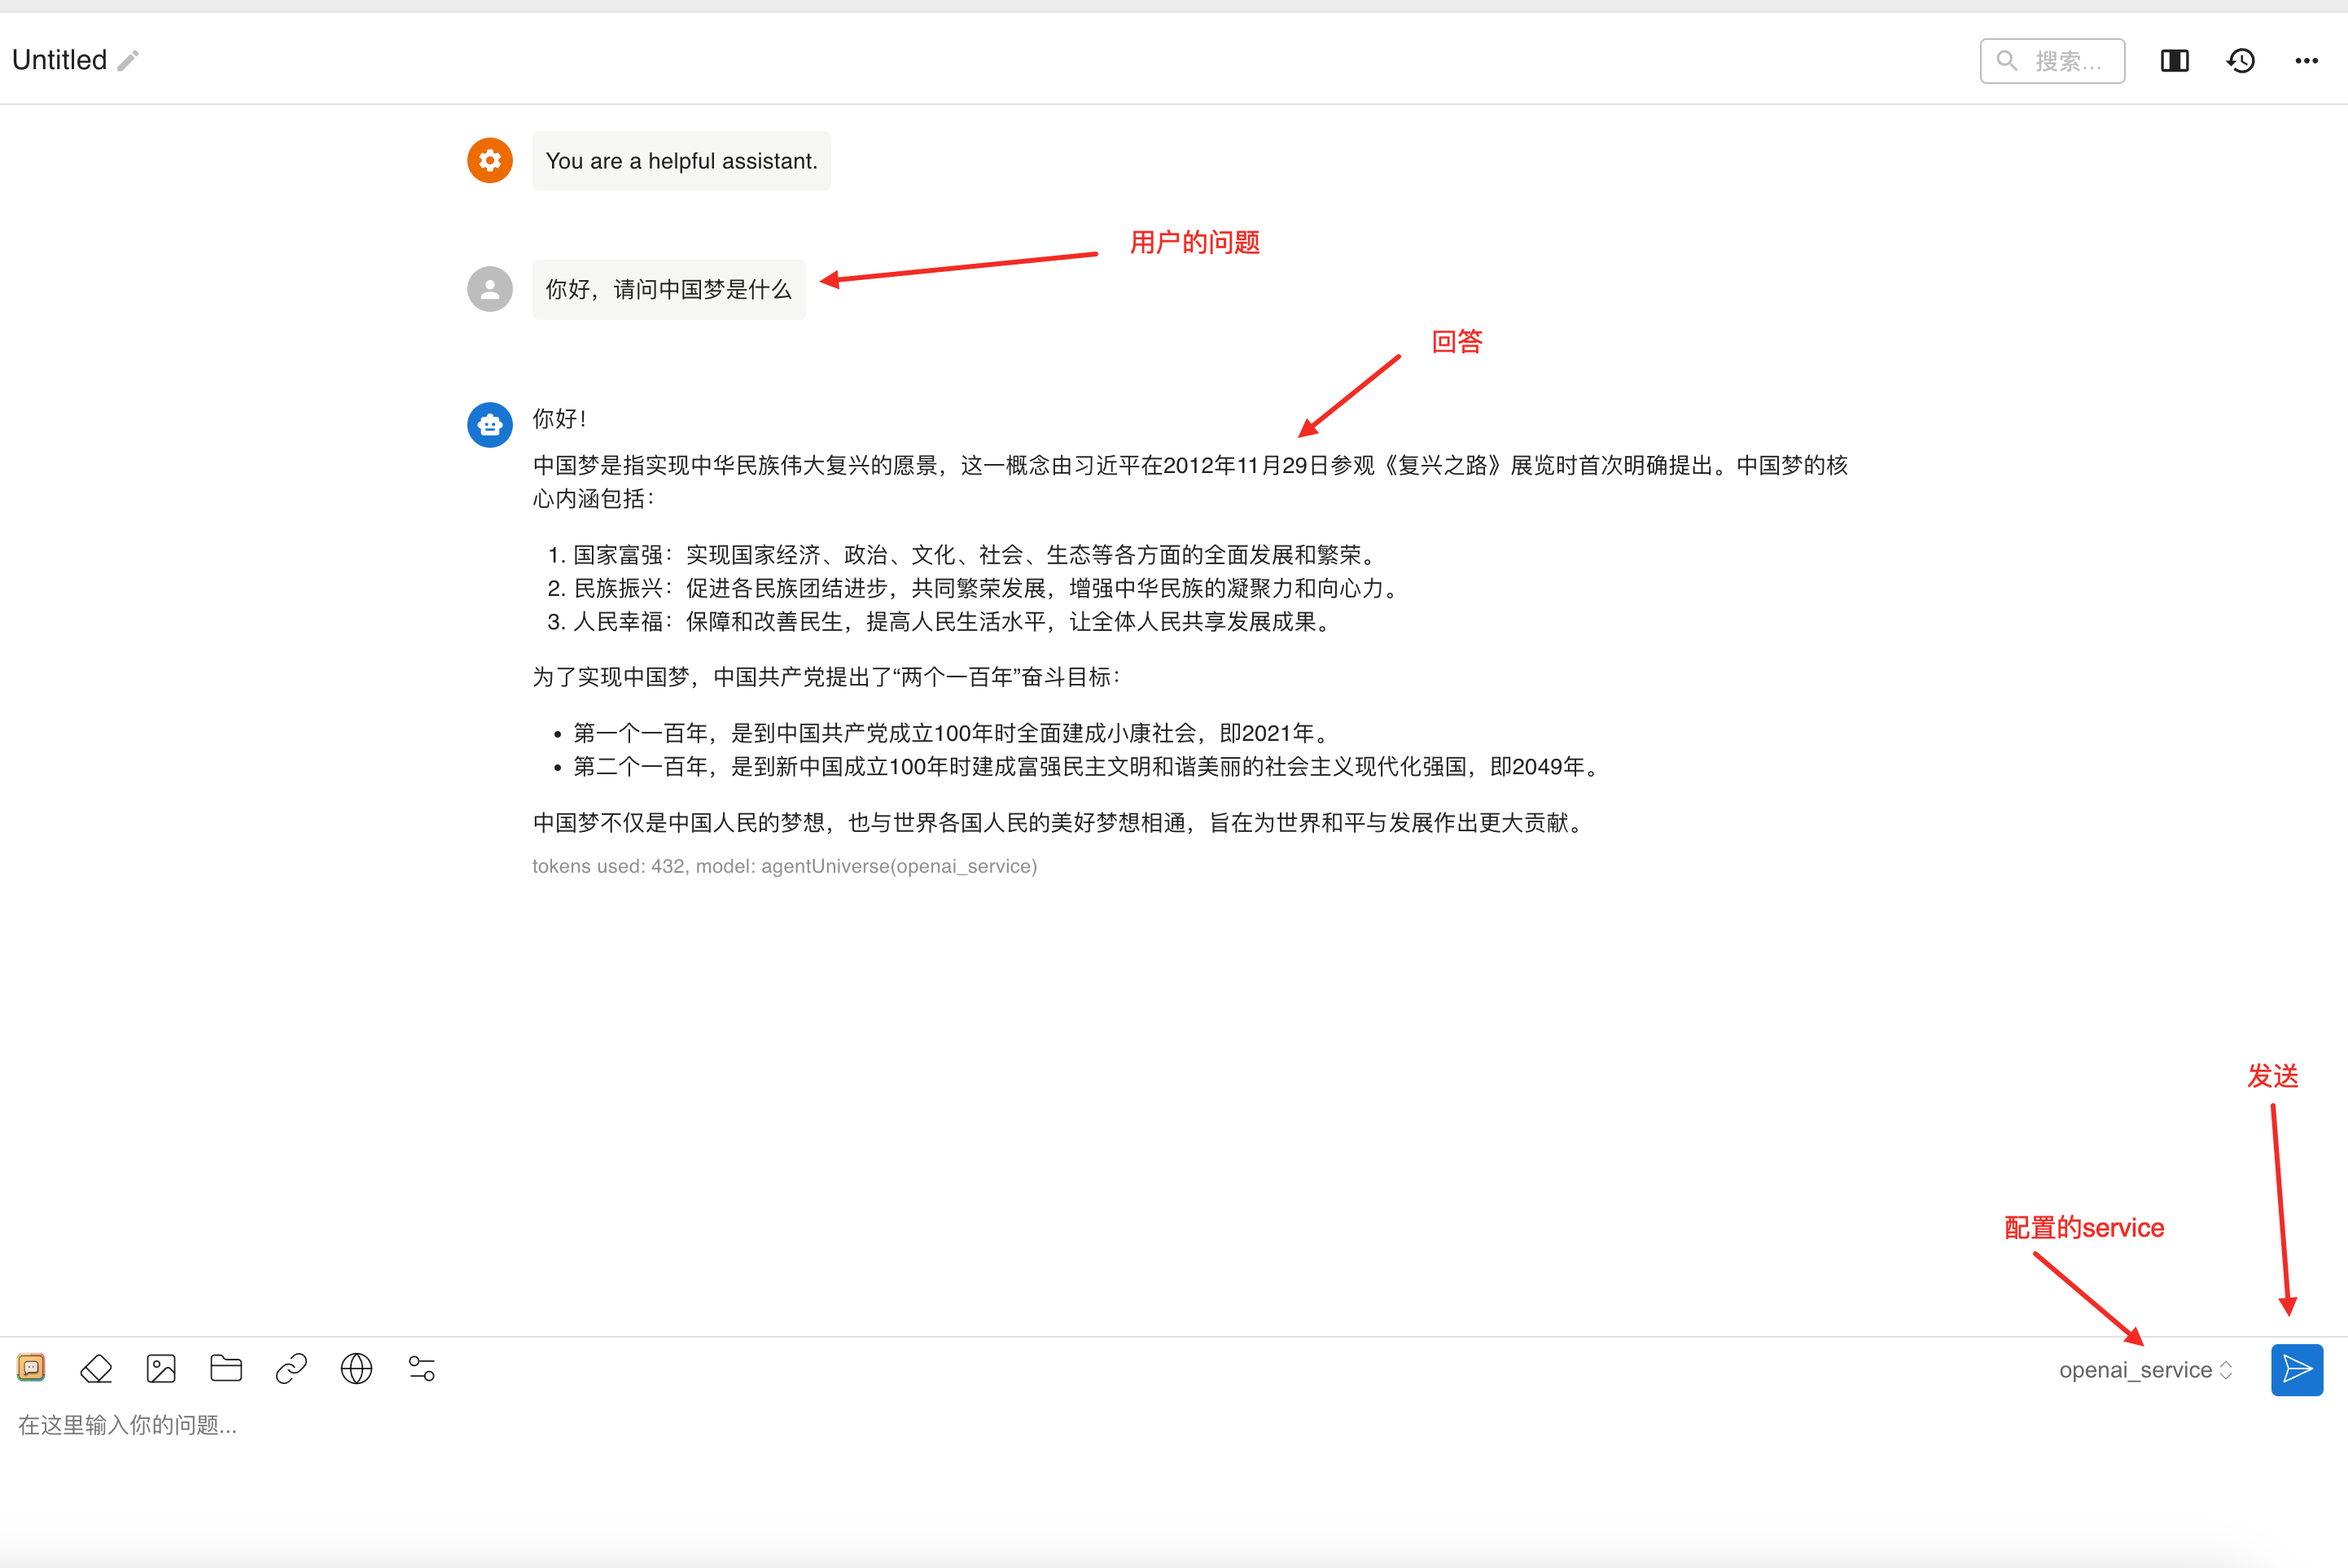 Untitled
搜索...
You are a helpful assistant.
用户的问题
你好，请问中国梦是什么
回答
你好！
中国梦是指实现中华民族伟大复兴的愿景，这一概念由习近平在2012年11月29日参观《复兴之路》展览时首次明确提出。中国梦的核
心内涵包括：
1. 国家富强：实现国家经济、政治、文化、社会、生态等各方面的全面发展和繁荣。
2. 民族振兴：促进各民族团结进步，共同繁荣发展，增强中华民族的凝聚力和向心力。
3. 人民幸福：保障和改善民生，提高人民生活水平，让全体人民共享发展成果。
为了实现中国梦，中国共产党提出了“两个一百年”奋斗目标：
• 第一个一百年，是到中国共产党成立100年时全面建成小康社会，即2021年。
• 第二个一百年，是到新中国成立100年时建成富强民主文明和谐美丽的社会主义现代化强国，即2049年。
中国梦不仅是中国人民的梦想，也与世界各国人民的美好梦想相通，旨在为世界和平与发展作出更大贡献。
tokens used: 432, model: agentUniverse(openai_service)
发送
配置的service
openai_service
在这里输入你的问题...